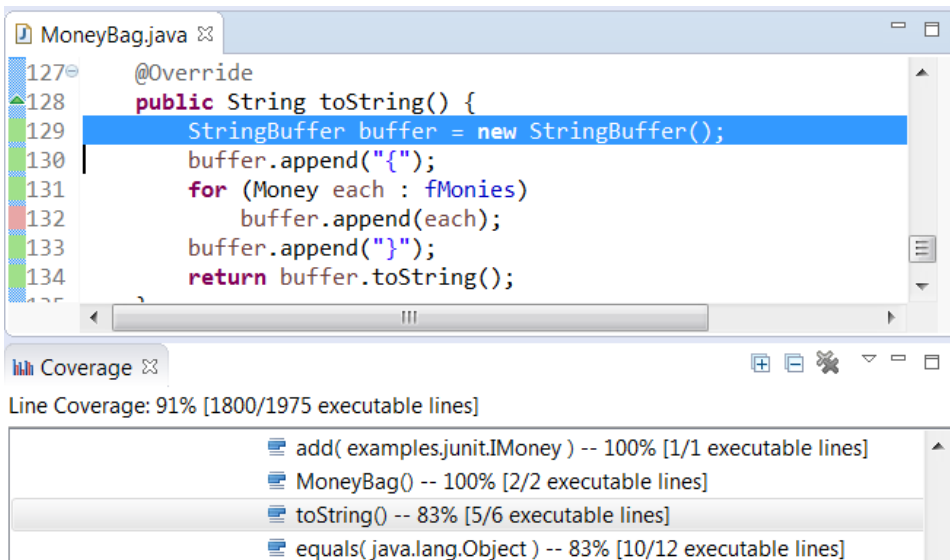 MoneyBag.java
127 @Override
128 public String toString() {
129 StringBuffer buffer = new StringBuffer();
130 buffer.append("{");
131 for (Money each : fMonies)
132 buffer.append(each);
133 buffer.append("}");
134 return buffer.toString();
Coverage
Line Coverage: 91% [1800/1975 executable lines]
add( examples.junit.IMoney ) -- 100% [1/1 executable lines]
MoneyBag() -- 100% [2/2 executable lines]
toString() -- 83% [5/6 executable lines]
equals( java.lang.Object ) -- 83% [10/12 executable lines]